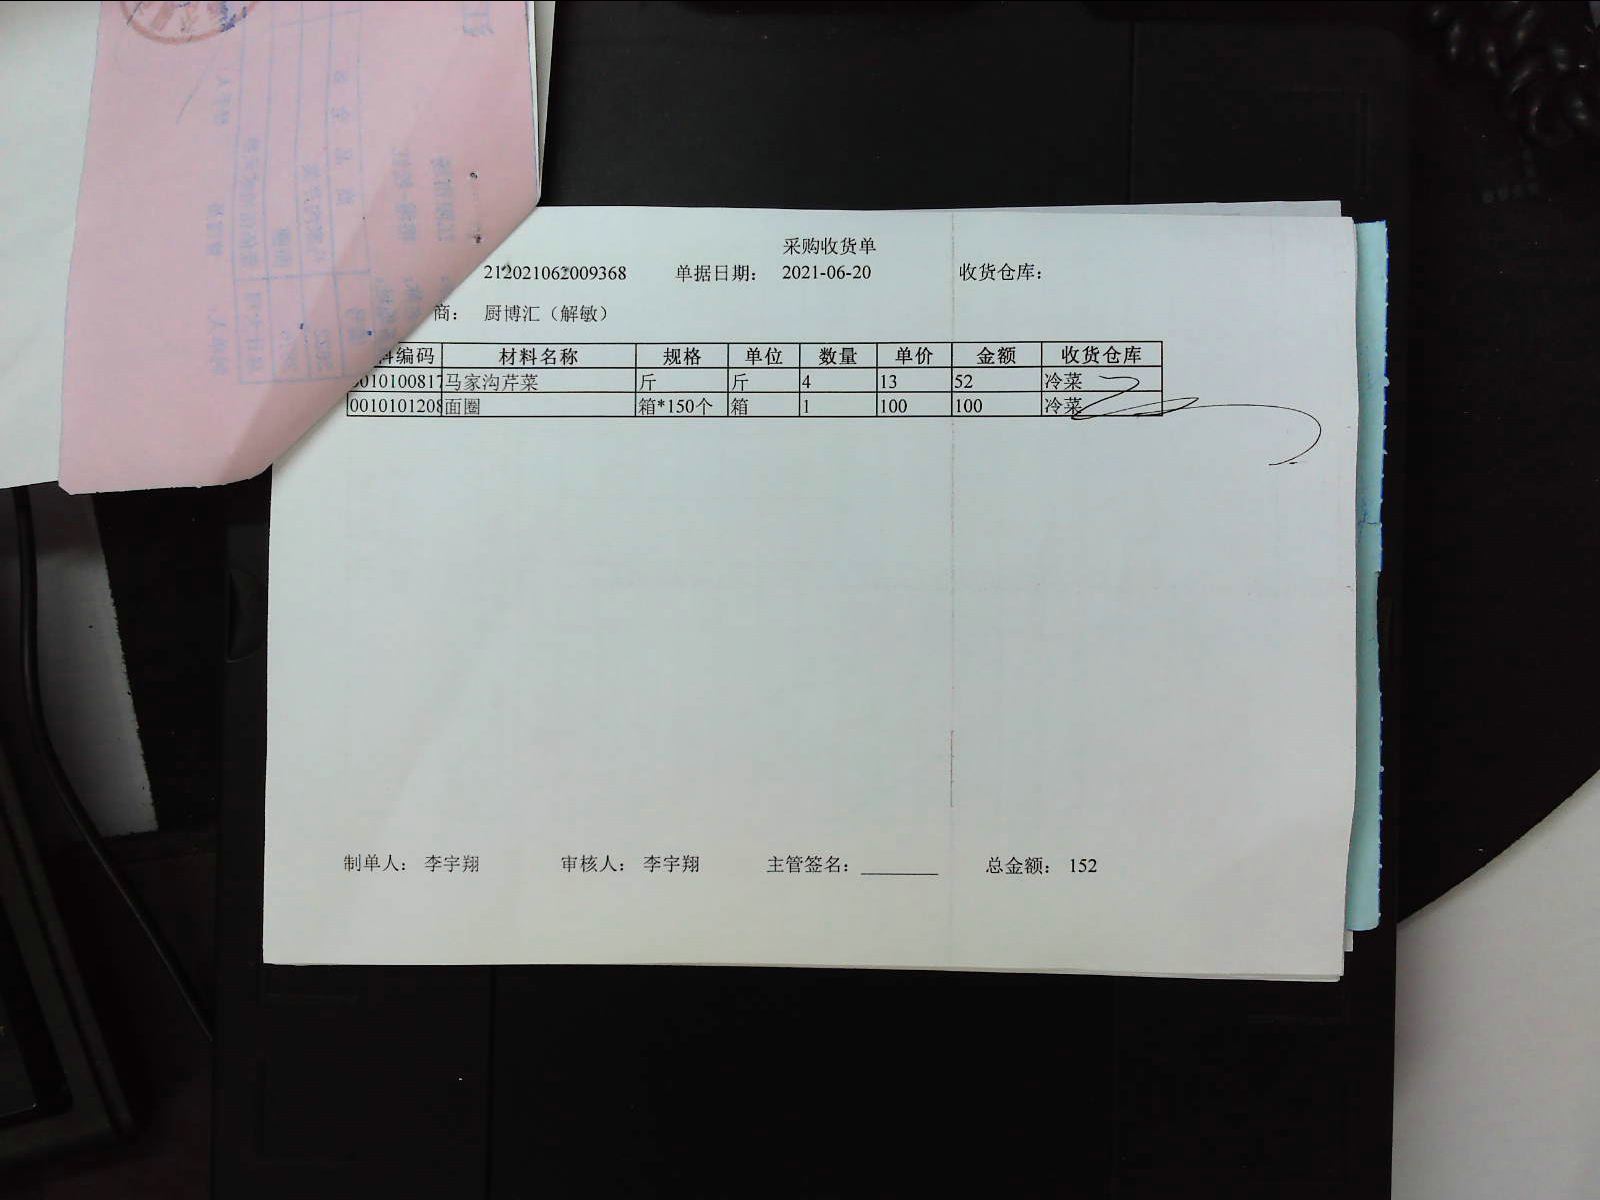 采购收货单
212021062009368 单据日期： 2021-06-20 收货仓库：
商： 厨博汇（解敏）
料编码 材料名称 规格 单位 数量 单价 金额 收货仓库
010100817 马家沟芹菜 斤 斤 4 13 52 冷菜
0010101208 面圈 箱*150个 箱 1 100 100 冷菜
制单人： 李宇翔 审核人： 李宇翔 主管签名：________ 总金额： 152